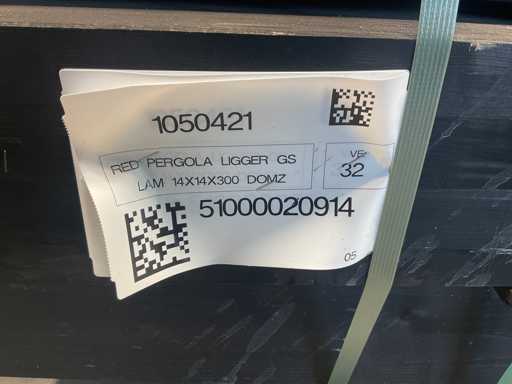 1050421
RED PERGOLA LIGGER GS
LAM 14X14X300 DOMZ
VE
32
51000020914
05